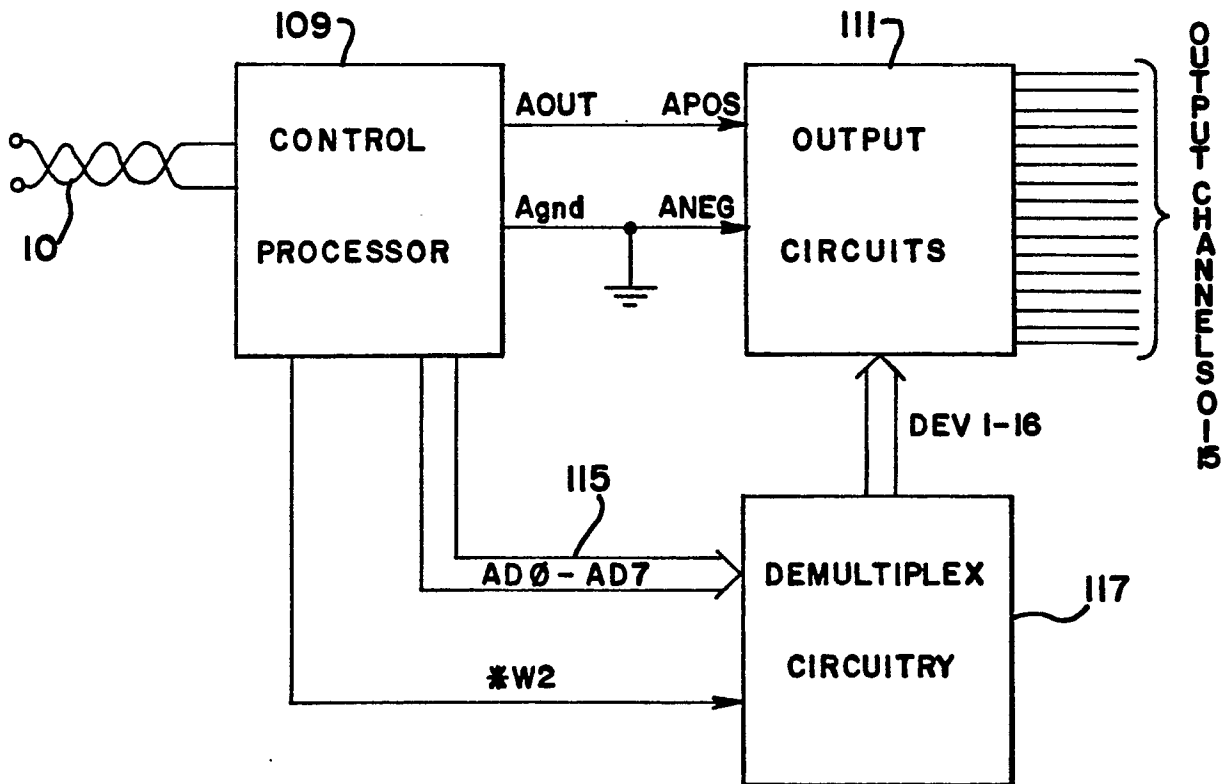 109
111
CONTROL
PROCESSOR
AOUT
APOS
Agnd
ANEG
OUTPUT
CIRCUITS
OUTPUT CHANNELS 0-15
10
DEV 1-16
115
AD0-AD7
DEMULTIPLEX
CIRCUITRY
117
*W2